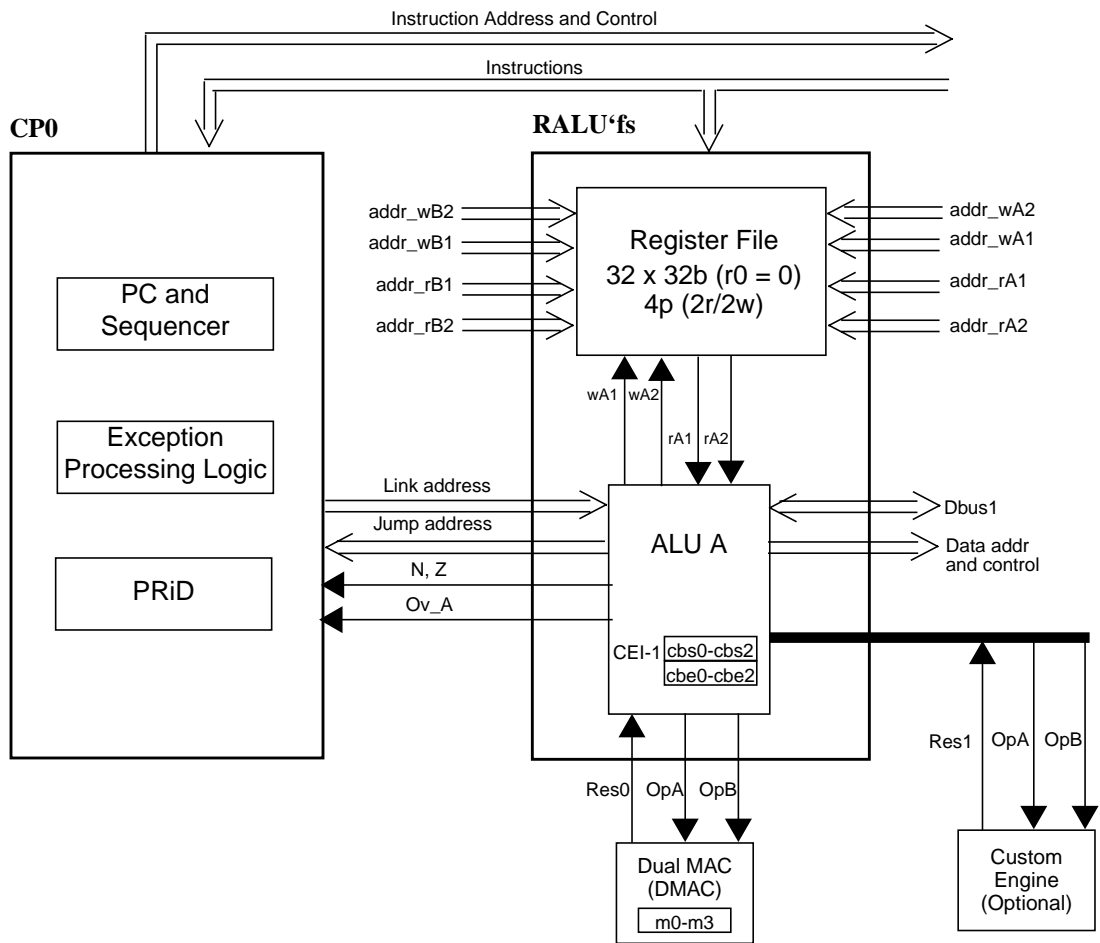 Instruction Address and Control
Instructions
CP0
RALU‘fs
addr_wB2
addr_wB1
addr_rB1
addr_rB2
Register File
32 x 32b (r0 = 0)
4p (2r/2w)
addr_wA2
addr_wA1
addr_rA1
addr_rA2
PC and
Sequencer
Exception
Processing Logic
PRiD
wA1
wA2
rA1
rA2
Link address
Jump address
N, Z
Ov_A
ALU A
Dbus1
Data addr
and control
CEI-1
cbs0-cbs2
cbe0-cbe2
Res0
OpA
OpB
Res1
OpA
OpB
Dual MAC
(DMAC)
m0-m3
Custom
Engine
(Optional)